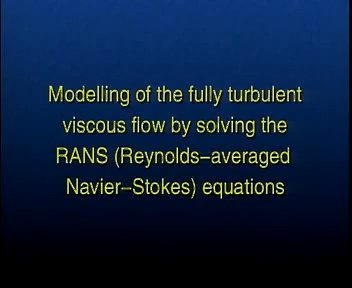 Modelling of the fully turbulent
viscous flow by solving the
RANS (Reynolds–averaged
Navier–Stokes) equations